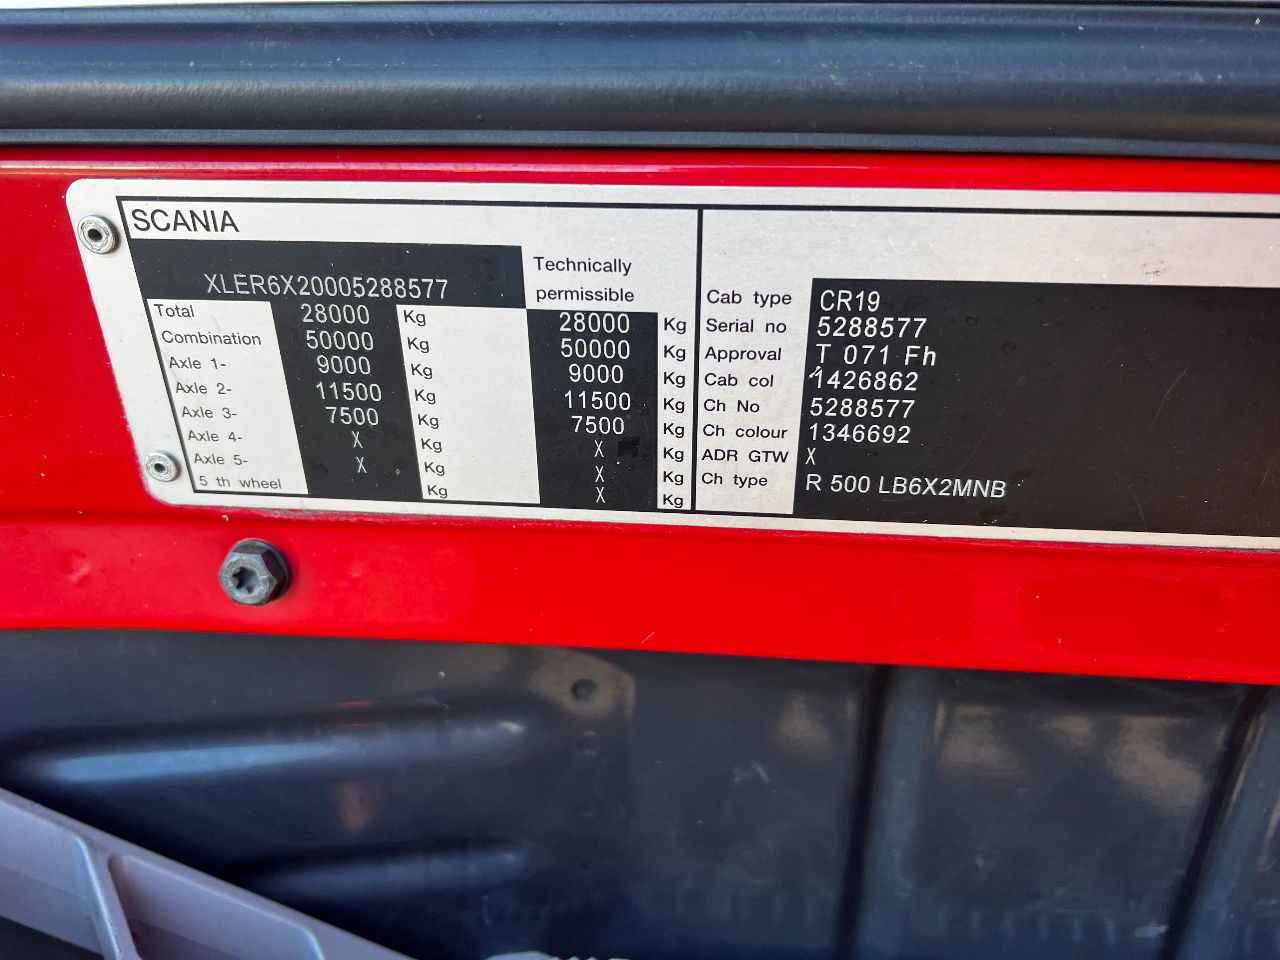 SCANIA
XLER6X20005288577
Technically
permissible
Total 28000 Kg 28000 Kg
Combination 50000 Kg 50000 Kg
Axle 1- 9000 Kg 9000 Kg
Axle 2- 11500 Kg 11500 Kg
Axle 3- 7500 Kg 7500 Kg
Axle 4- X Kg X Kg
Axle 5- X Kg X Kg
5 th wheel Kg X Kg
Cab type CR19
Serial no 5288577
Approval T 071 Fh
Cab col 1426862
Ch No 5288577
Ch colour 1346692
ADR GTW X
Ch type R 500 LB6X2MNB